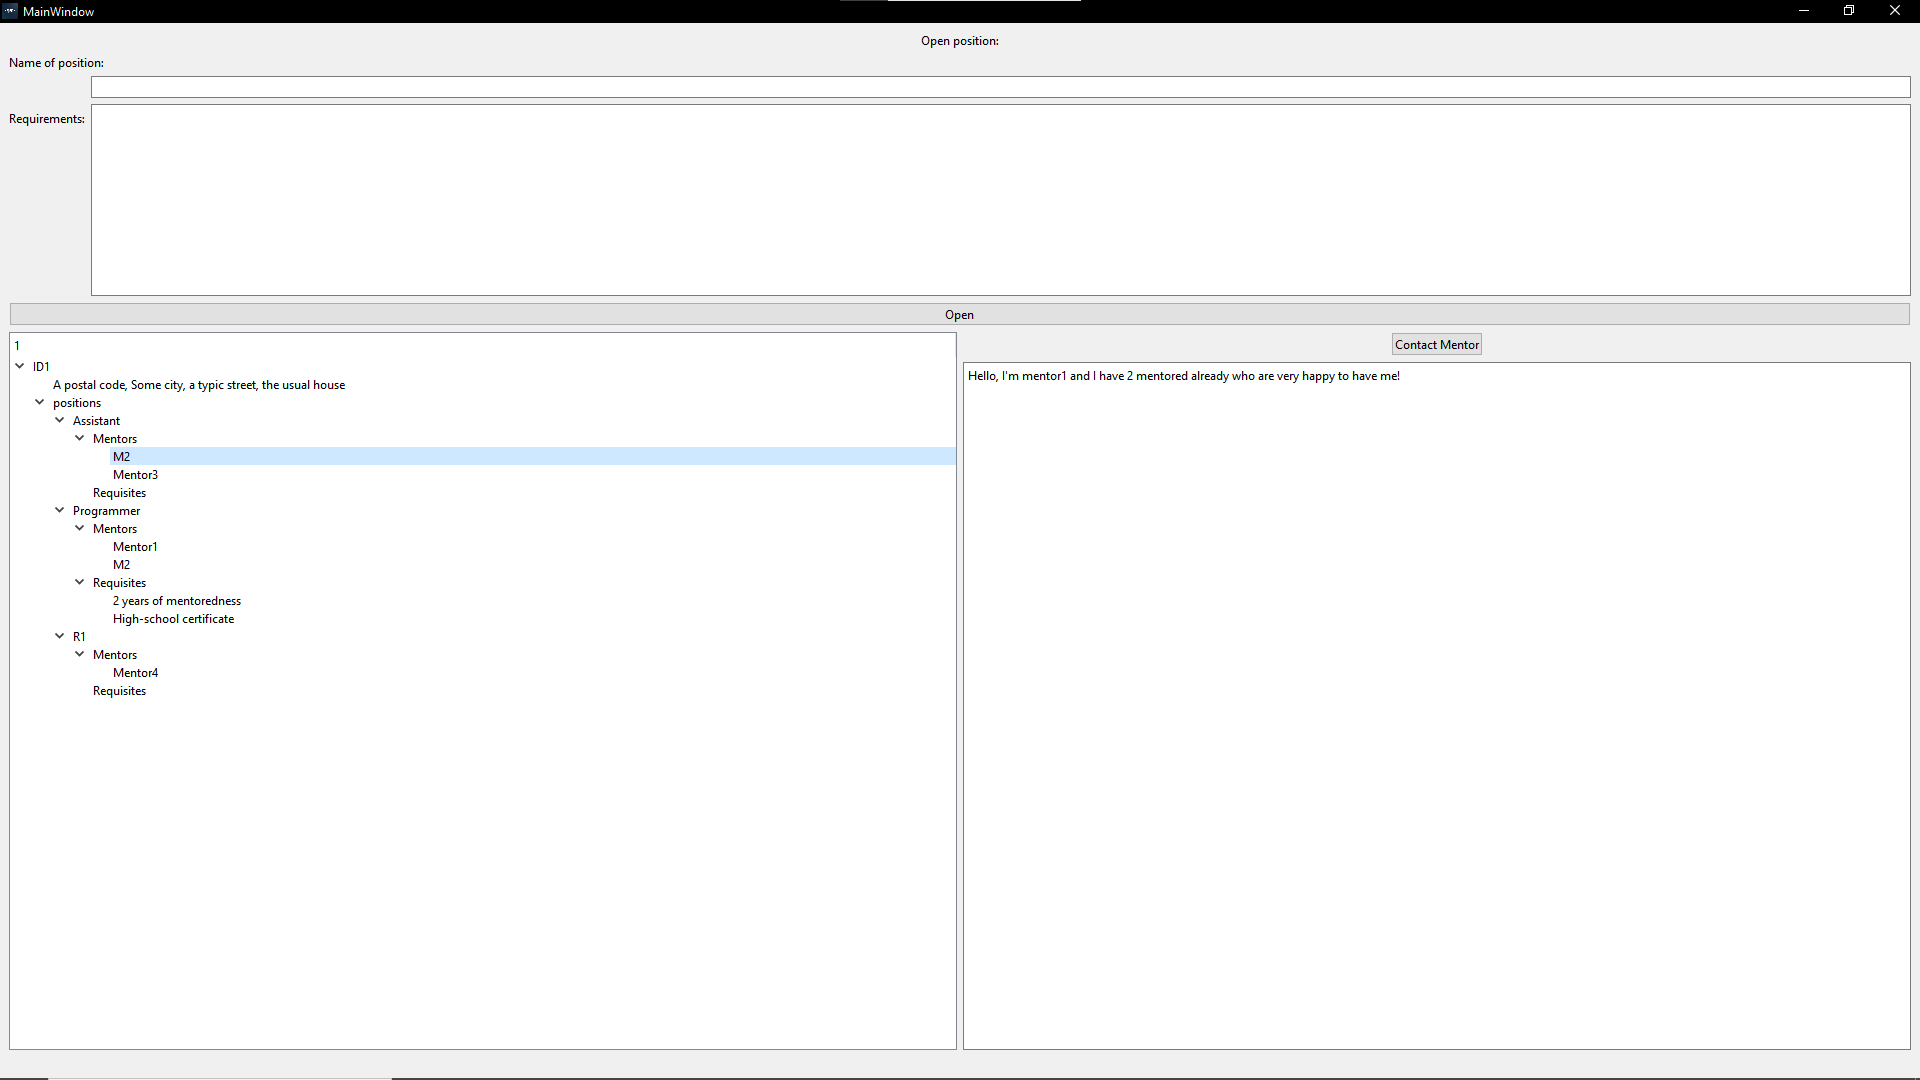 MainWindow
Open position:
Name of position:
Requirements:
Open
1
ID1
A postal code, Some city, a typic street, the usual house
positions
Assistant
Mentors
M2
Mentor3
Requisites
Programmer
Mentors
Mentor1
M2
Requisites
2 years of mentoredness
High-school certificate
R1
Mentors
Mentor4
Requisites
Contact Mentor
Hello, I'm mentor1 and I have 2 mentored already who are very happy to have me!